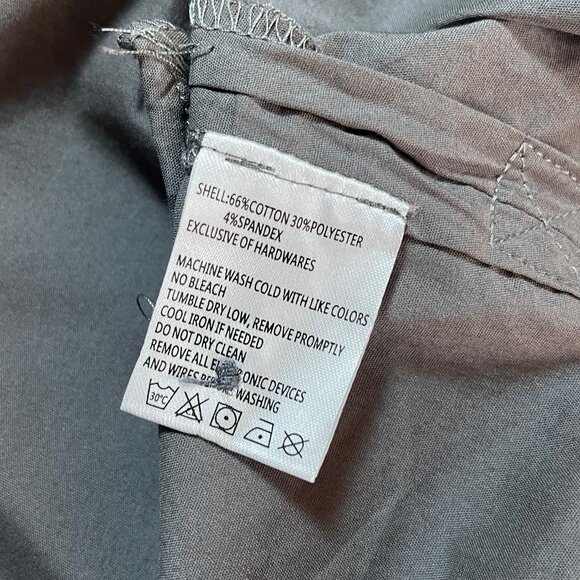 SHELL:66%COTTON 30%POLYESTER
4%SPANDEX
EXCLUSIVE OF HARDWARES
MACHINE WASH COLD WITH LIKE COLORS
NO BLEACH
TUMBLE DRY LOW, REMOVE PROMPTLY
COOL IRON IF NEEDED
DO NOT DRY CLEAN
REMOVE ALL DEVICES
AND WIRES WASHING
30°C